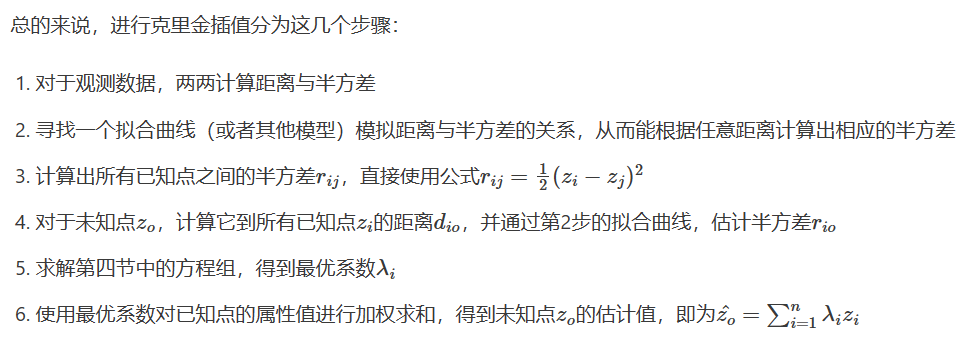 总的来说，进行克里金插值分为这几个步骤：
1. 对于观测数据，两两计算距离与半方差
2. 寻找一个拟合曲线（或者其他模型）模拟距离与半方差的关系，从而能根据任意距离计算出相应的半方差
3. 计算出所有已知点之间的半方差$r_{ij}$，直接使用公式$r_{ij} = \frac{1}{2}(z_i - z_j)^2$
4. 对于未知点$z_o$，计算它到所有已知点$z_i$的距离$d_{io}$，并通过第2步的拟合曲线，估计半方差$r_{io}$
5. 求解第四节中的方程组，得到最优系数$\lambda_i$
6. 使用最优系数对已知点的属性值进行加权求和，得到未知点$z_o$的估计值，即为$\hat{z_o} = \sum_{i=1}^{n} \lambda_i z_i$